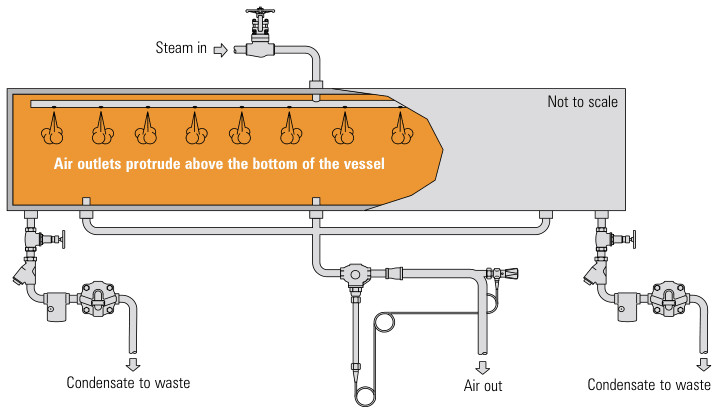 Steam in
Not to scale
Air outlets protrude above the bottom of the vessel
Condensate to waste
Air out
Condensate to waste